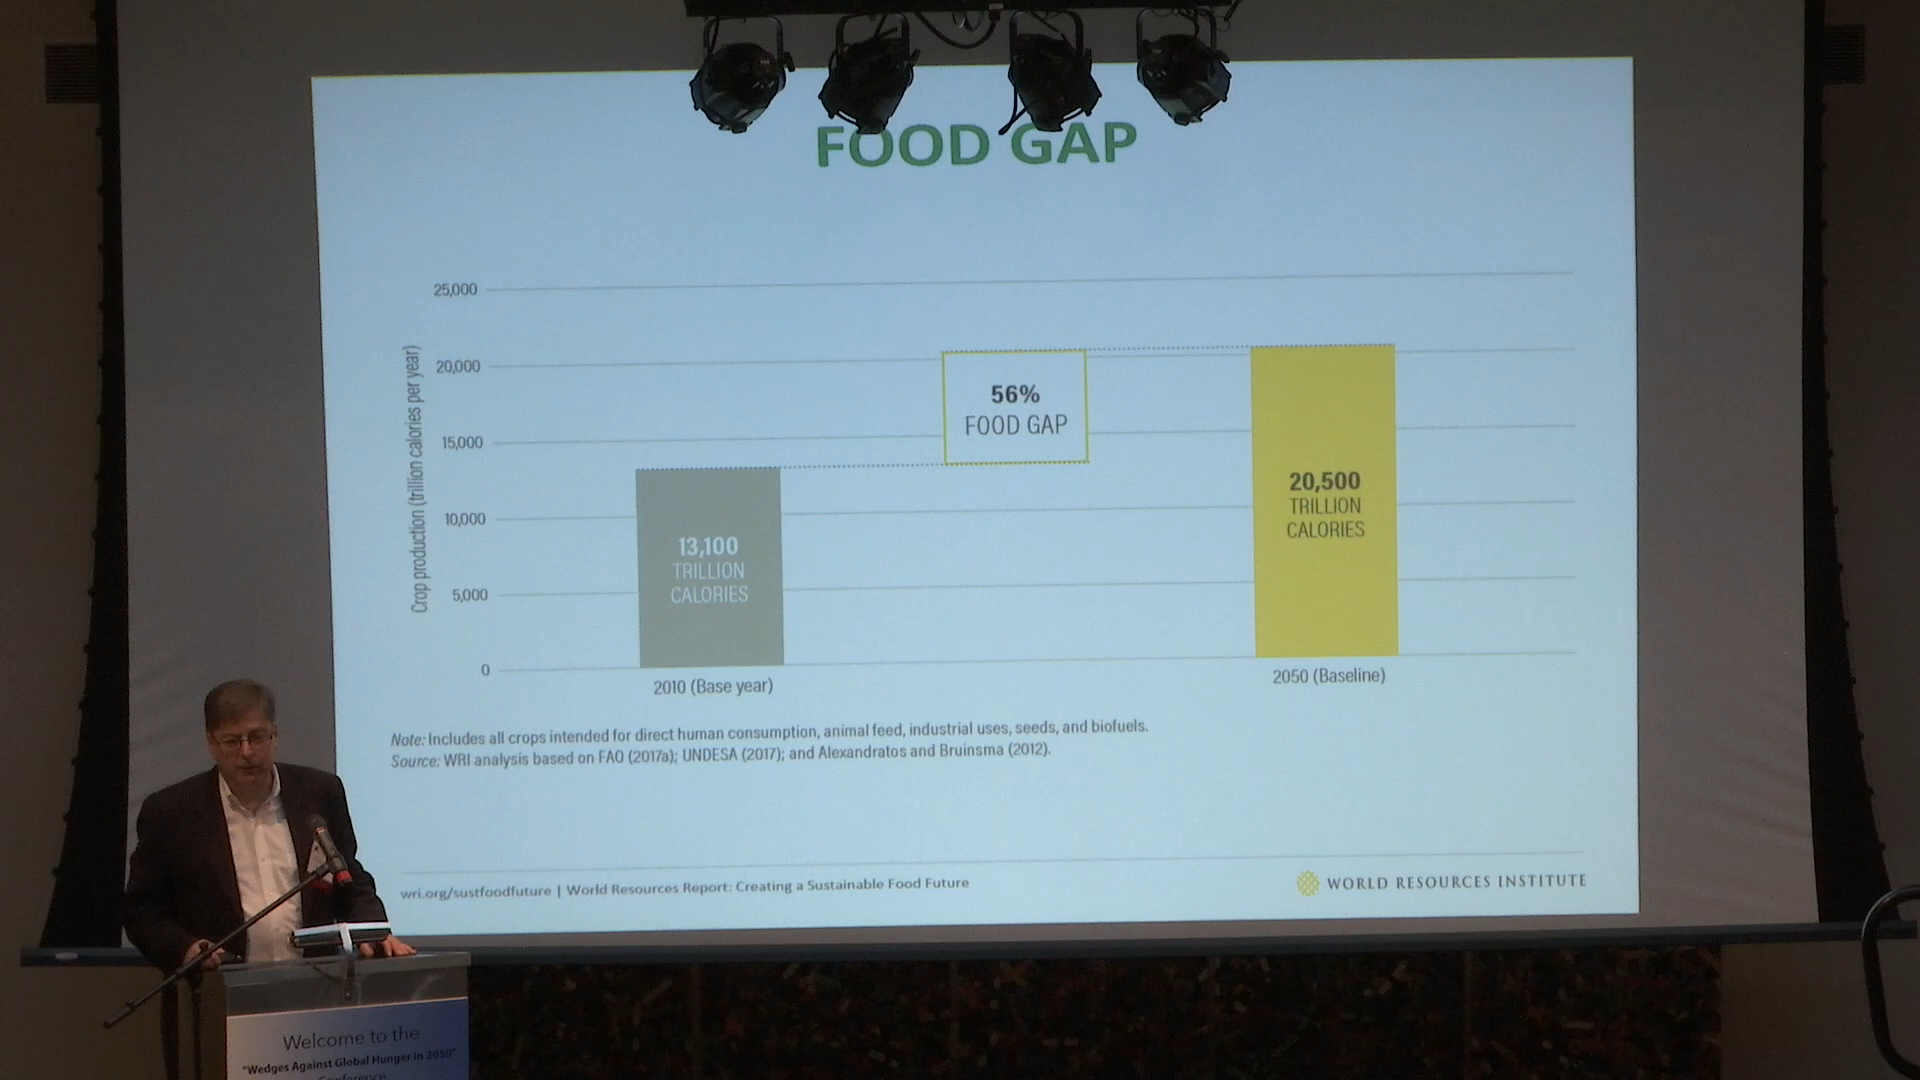 FOOD GAP
25,000
20,000
15,000
10,000
5,000
0
Crop production (trillion calories per year)
56%
FOOD GAP
13,100
TRILLION
CALORIES
20,500
TRILLION
CALORIES
2010 (Base year)
2050 (Baseline)
Note: Includes all crops intended for direct human consumption, animal feed, industrial uses, seeds, and biofuels.
Source: WRI analysis based on FAO (2017a); UNDESA (2017); and Alexandratos and Bruinsma (2012).
wri.org/sustfoodfuture | World Resources Report: Creating a Sustainable Food Future
WORLD RESOURCES INSTITUTE
Welcome to the
"Wedges Against Global Hunger in 2050"
Conference